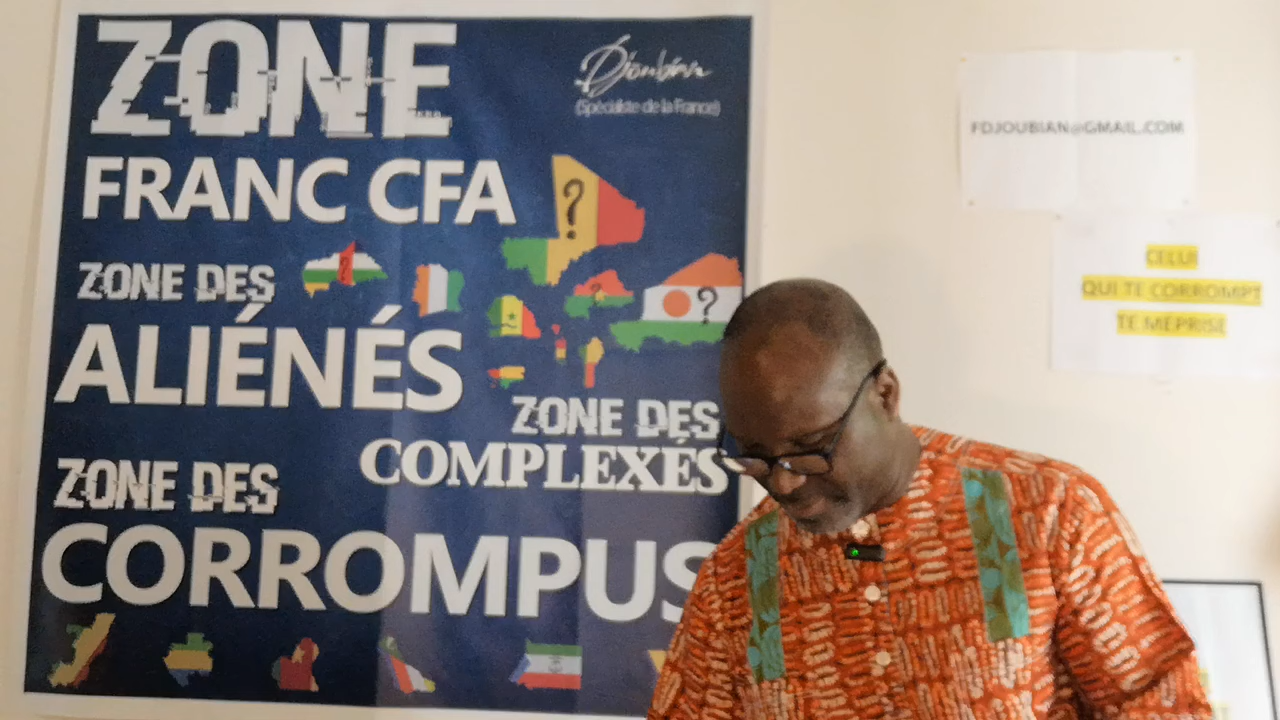 ZONE
FRANC CFA
ZONE DES
ALIÉNÉS
ZONE DES
COMPLEXÉS
ZONE DES
CORROMPUS
Djoubian
(Spécialiste de la France)
?
?
FDJOUBIAN@GMAIL.COM
CELUI
QUI TE CORROMPT
TE MEPRISE